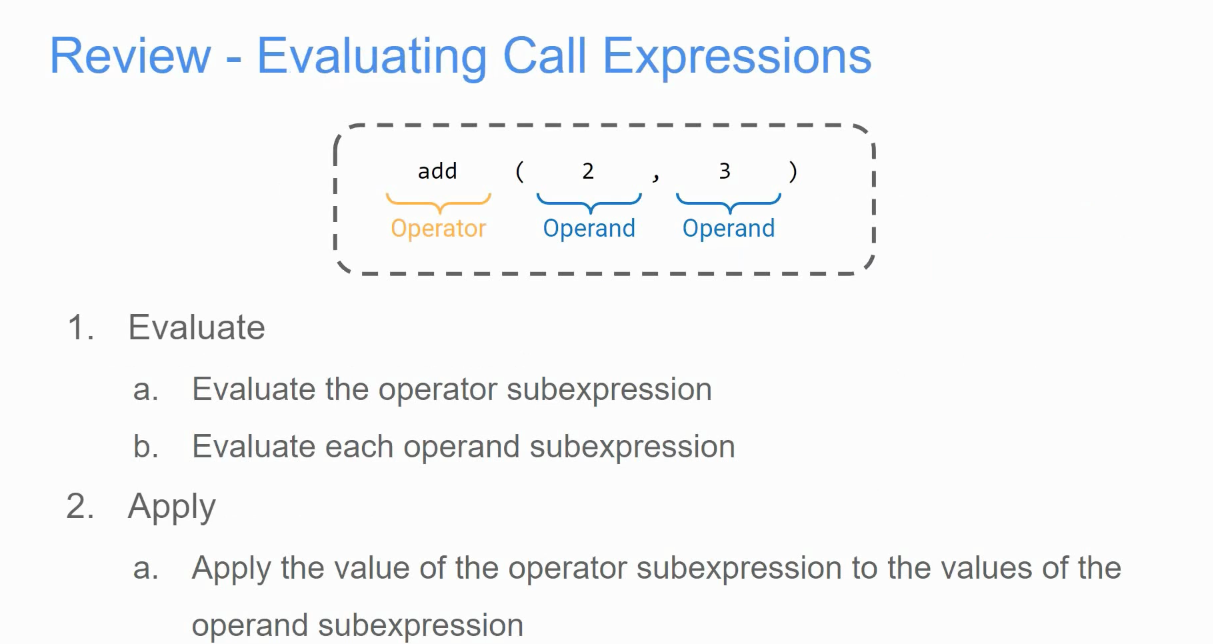 Review - Evaluating Call Expressions
add ( 2 , 3 )
Operator Operand Operand
1. Evaluate
a. Evaluate the operator subexpression
b. Evaluate each operand subexpression
2. Apply
a. Apply the value of the operator subexpression to the values of the
operand subexpression